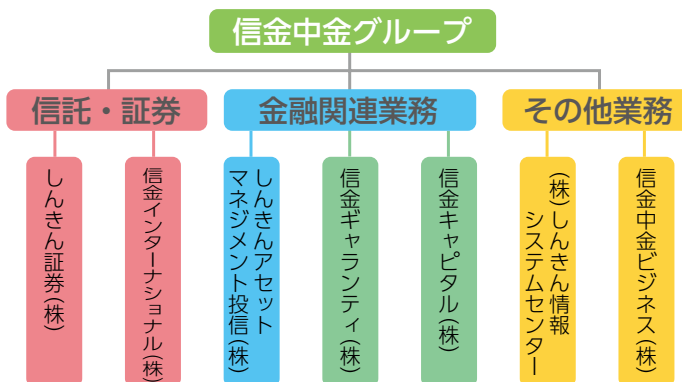 信金中金グループ
信託・証券
金融関連業務
その他業務
しんきん証券(株)
信金インターナショナル(株)
しんきんアセット
マネジメント投信(株)
信金ギャランティ(株)
信金キャピタル(株)
(株)しんきん情報
システムセンター
信金中金ビジネス(株)